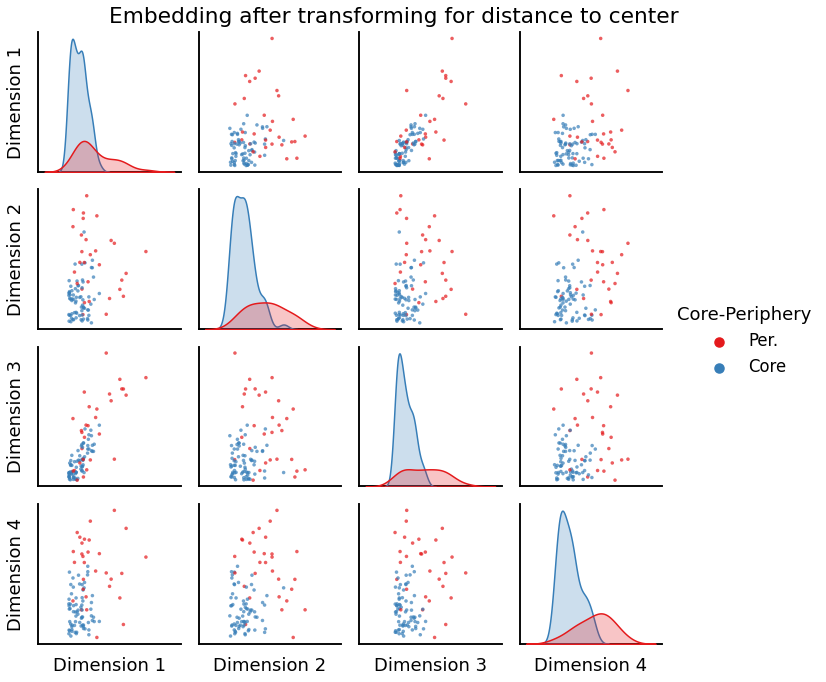 Embedding after transforming for distance to center
Dimension 1
Dimension 2
Core-Periphery
Per.
Core
Dimension 3
Dimension 4
Dimension 1
Dimension 2
Dimension 3
Dimension 4